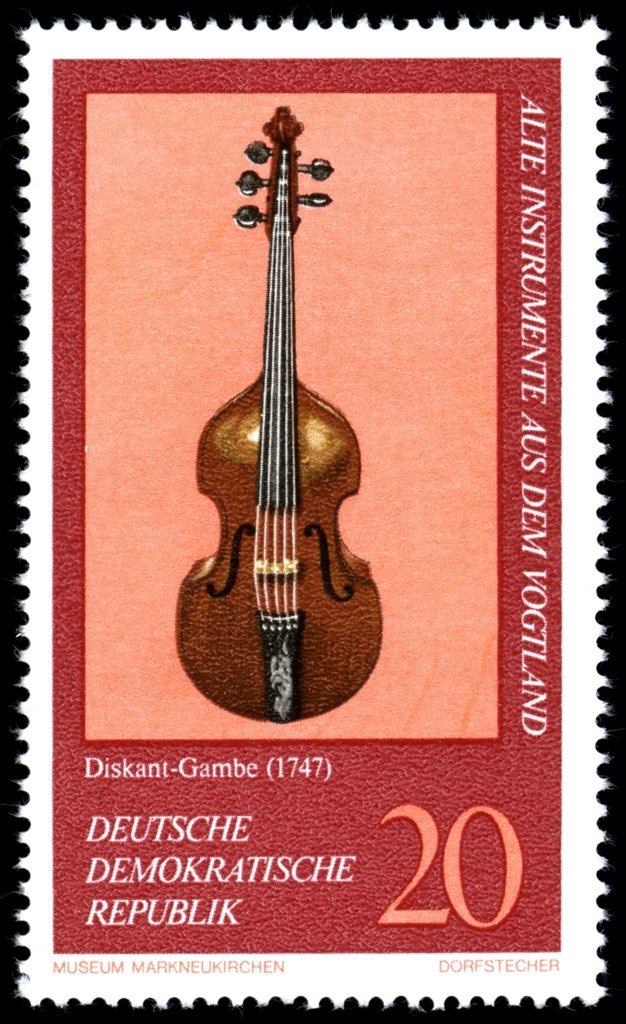 ALTE INSTRUMENTE AUS DEM VOGTLAND
Diskant-Gambe (1747)
DEUTSCHE
DEMOKRATISCHE
REPUBLIK
20
MUSEUM MARKNEUKIRCHEN
DORFSTECHER